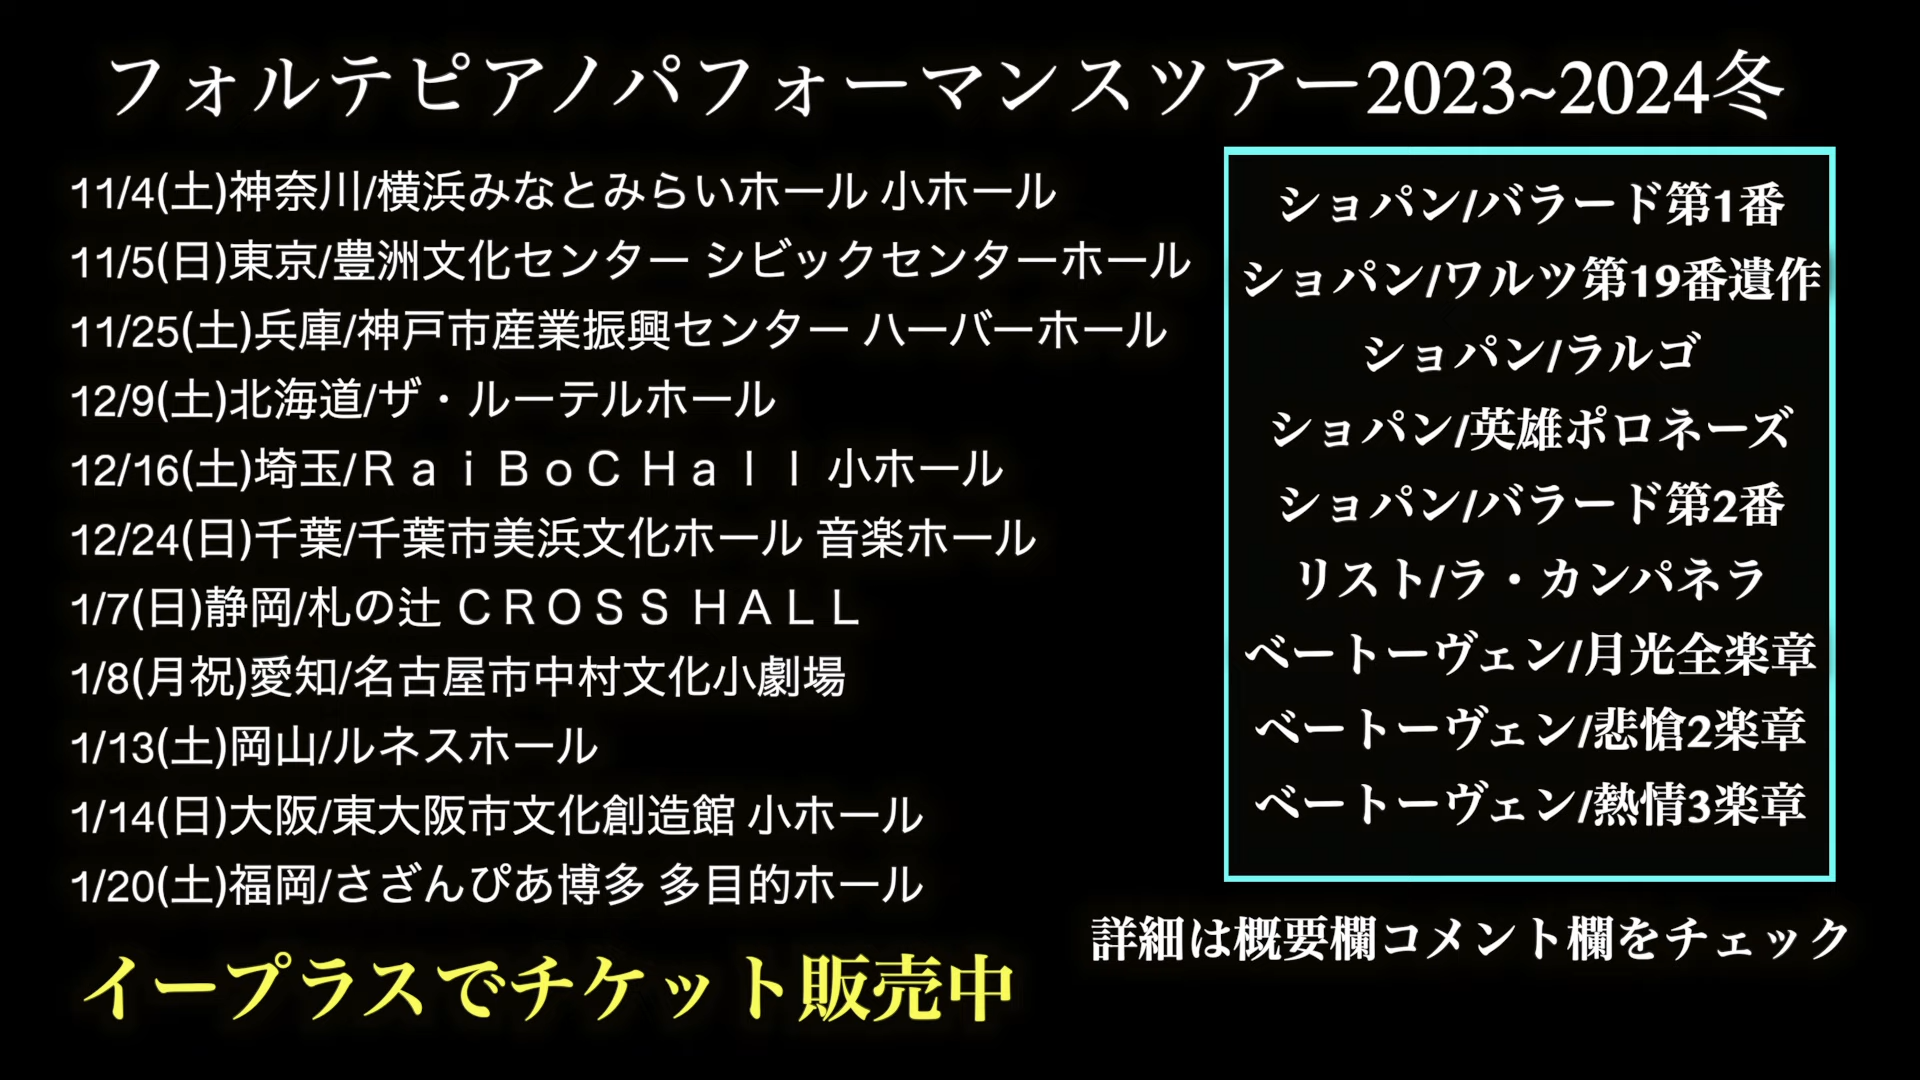 フォルテピアノパフォーマンスツアー2023~2024冬
11/4(土)神奈川/横浜みなとみらいホール 小ホール
11/5(日)東京/豊洲文化センター シビックセンターホール
11/25(土)兵庫/神戸市産業振興センター ハーバーホール
12/9(土)北海道/ザ・ルーテルホール
12/16(土)埼玉/ＲａｉＢｏＣ Ｈａｌｌ 小ホール
12/24(日)千葉/千葉市美浜文化ホール 音楽ホール
1/7(日)静岡/札の辻 ＣＲＯＳＳ ＨＡＬＬ
1/8(月祝)愛知/名古屋市中村文化小劇場
1/13(土)岡山/ルネスホール
1/14(日)大阪/東大阪市文化創造館 小ホール
1/20(土)福岡/さざんぴあ博多 多目的ホール
イープラスでチケット販売中
ショパン/バラード第1番
ショパン/ワルツ第19番遺作
ショパン/ラルゴ
ショパン/英雄ポロネーズ
ショパン/バラード第2番
リスト/ラ・カンパネラ
ベートーヴェン/月光全楽章
ベートーヴェン/悲愴2楽章
ベートーヴェン/熱情3楽章
詳細は概要欄コメント欄をチェック